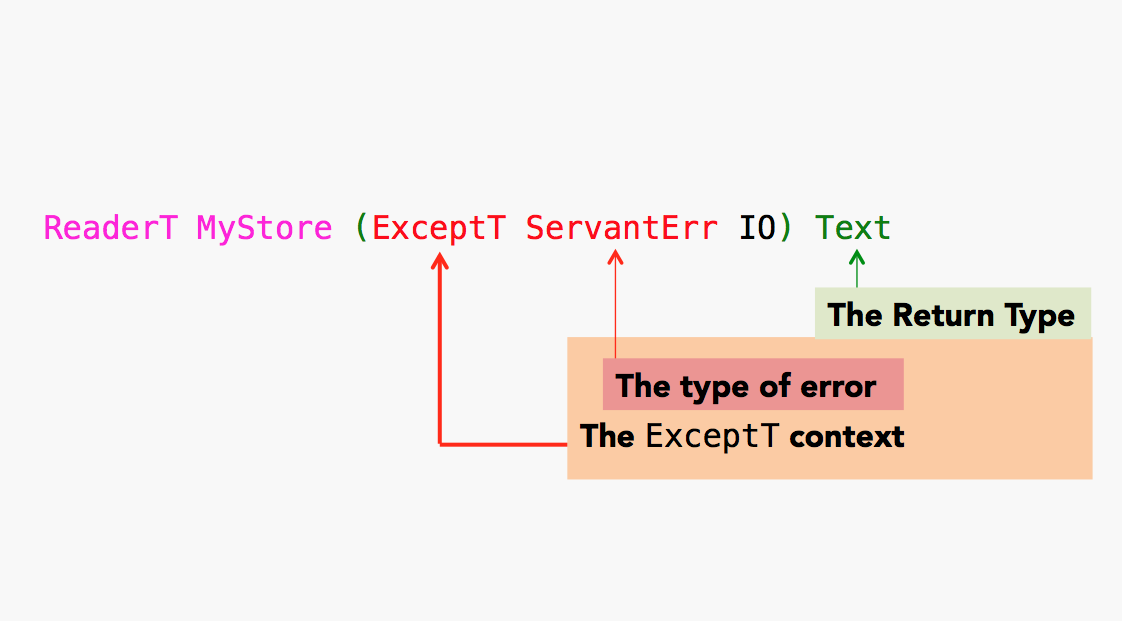 ReaderT MyStore (ExceptT ServantErr IO) Text
The Return Type
The type of error
The ExceptT context